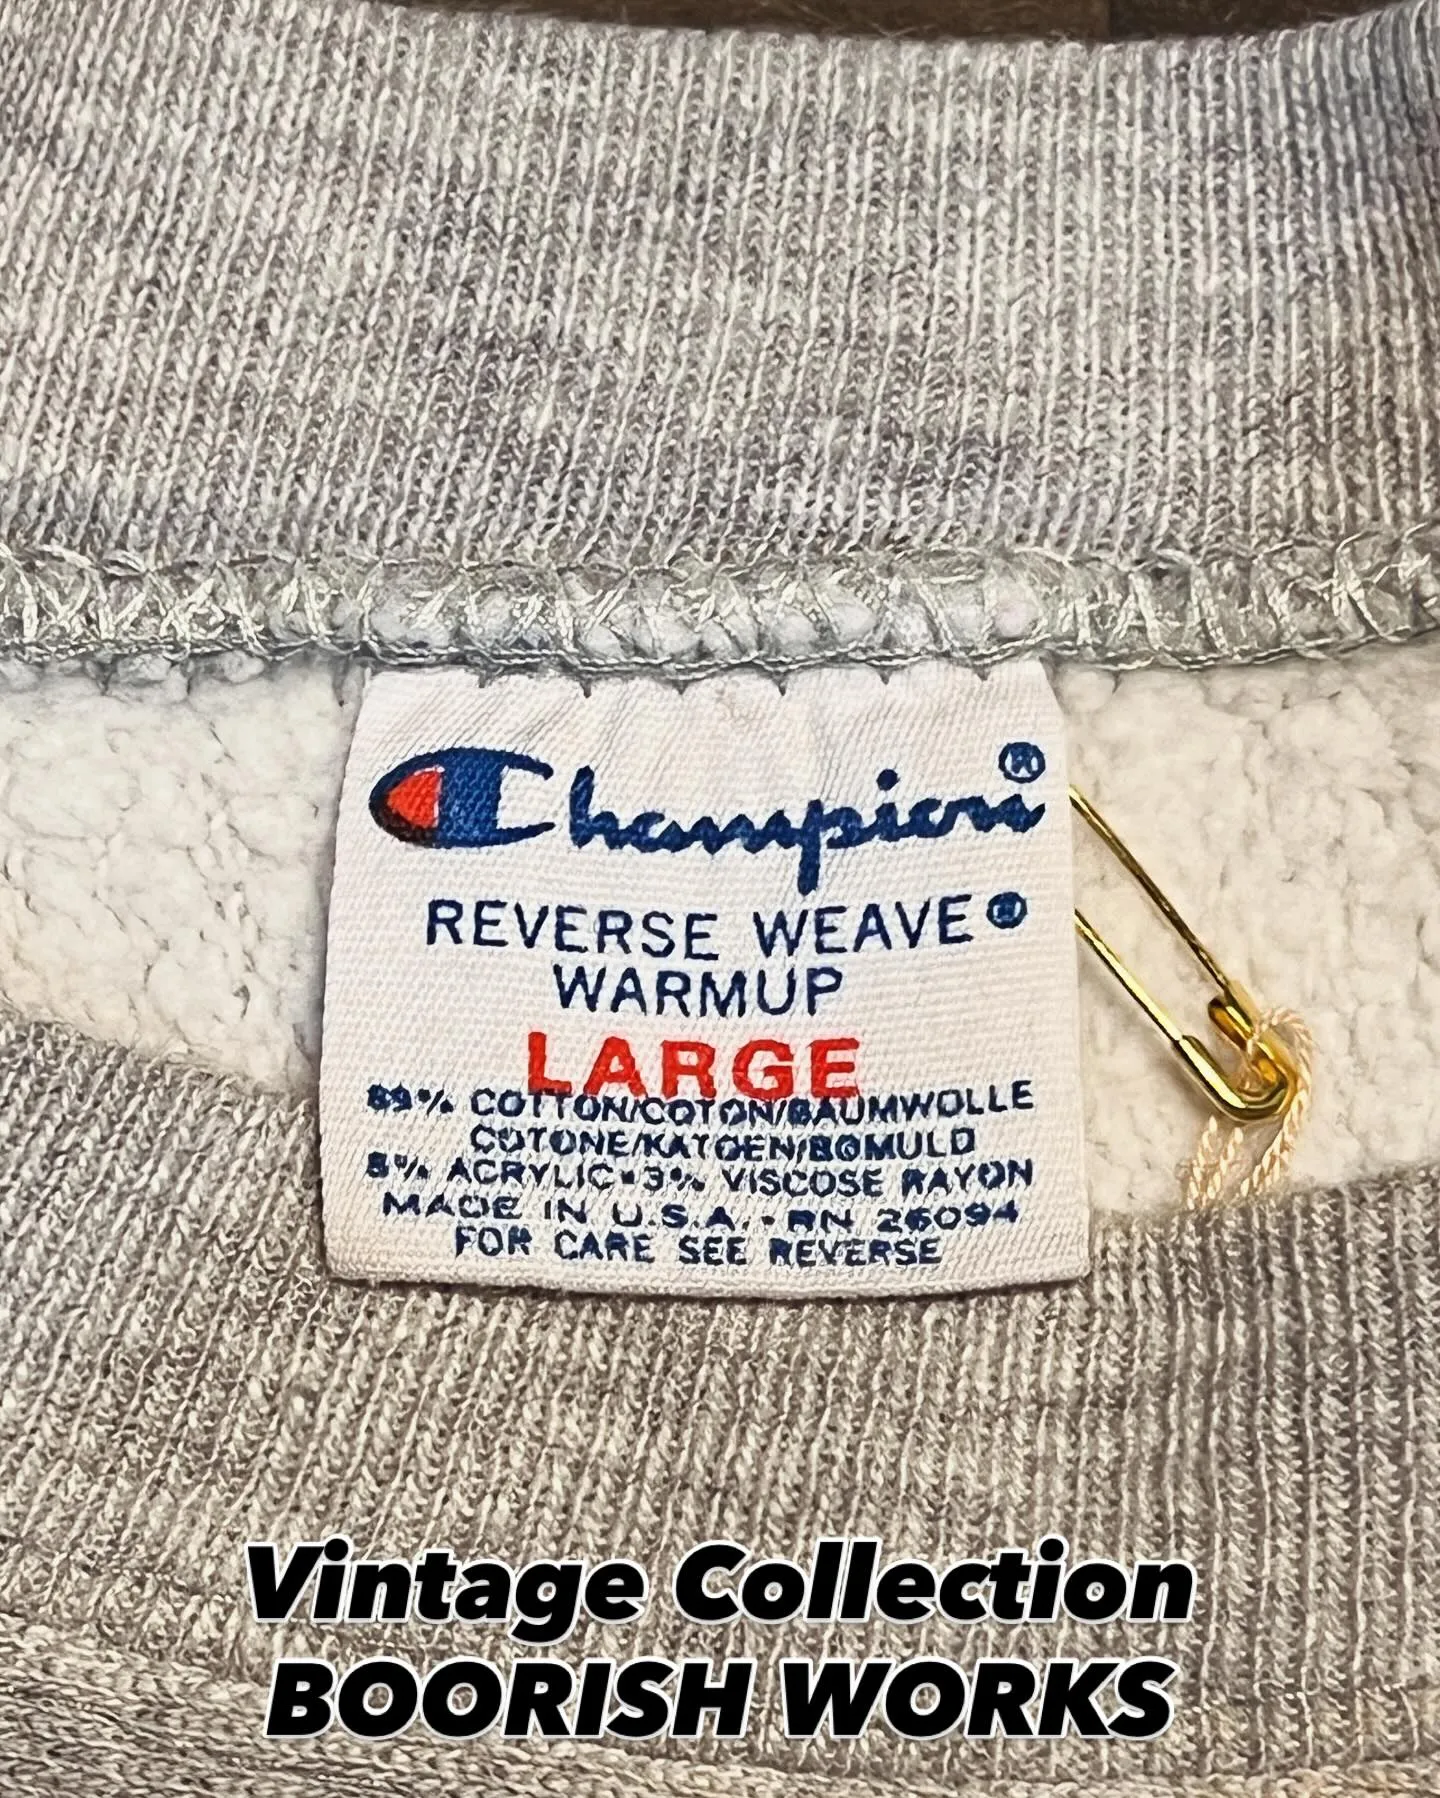 Champion®
REVERSE WEAVE®
WARMUP
LARGE
89% COTTON/COTON/BAUMWOLLE
COTONE/KATOEN/BOMULD
8% ACRYLIC•3% VISCOSE RAYON
MADE IN U.S.A.•RN 26094
FOR CARE SEE REVERSE
Vintage Collection
BOORISH WORKS